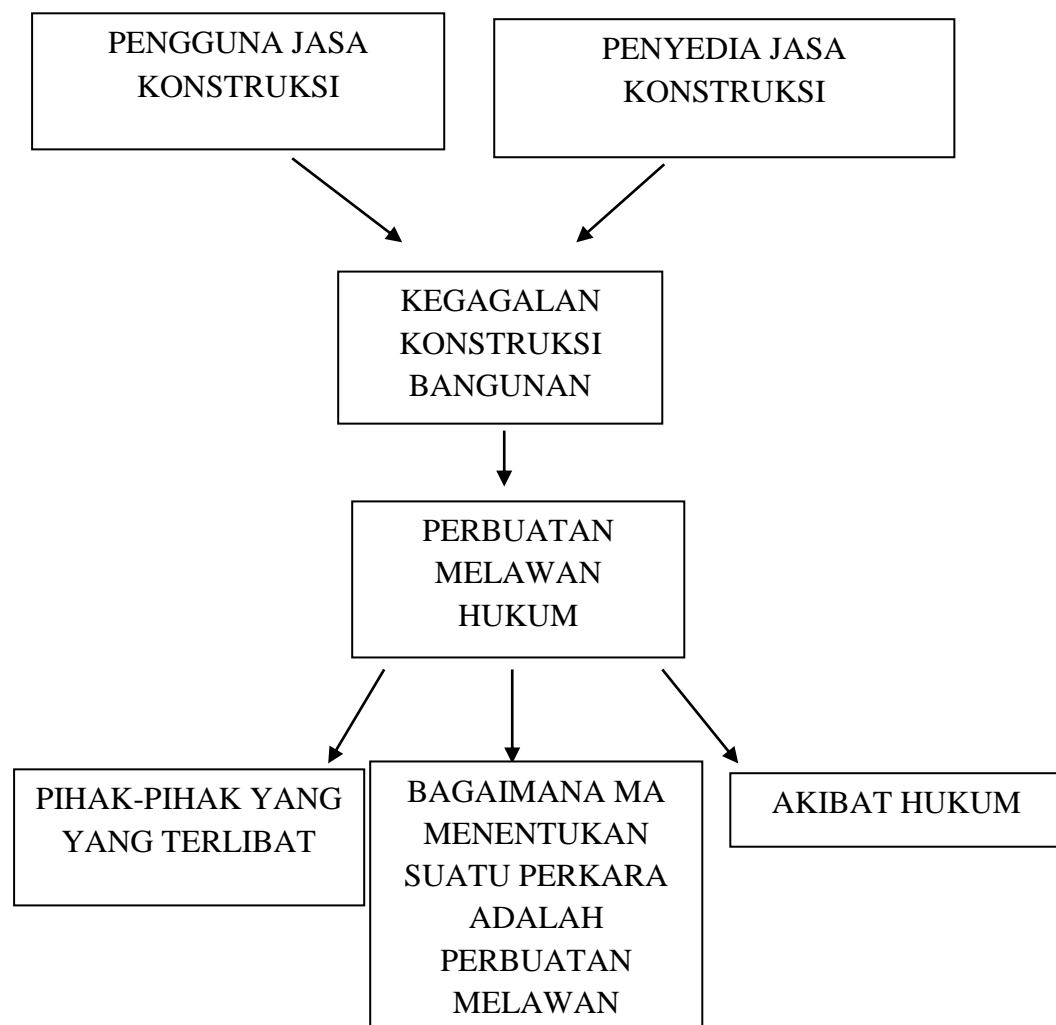 PENGGUNA JASA
KONSTRUKSI
PENYEDIA JASA
KONSTRUKSI
KEGAGALAN
KONSTRUKSI
BANGUNAN
PERBUATAN
MELAWAN
HUKUM
PIHAK-PIHAK YANG
YANG TERLIBAT
BAGAIMANA MA
MENENTUKAN
SUATU PERKARA
ADALAH
PERBUATAN
MELAWAN
AKIBAT HUKUM